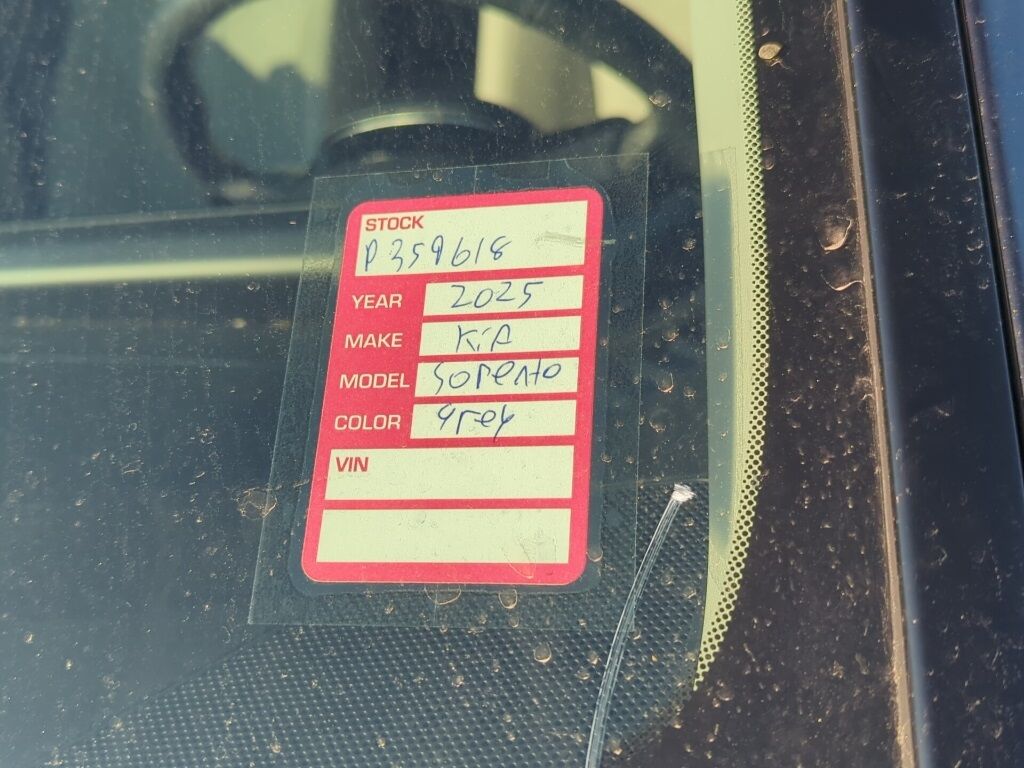 STOCK
P359618
YEAR 2025
MAKE KiA
MODEL Sorento
COLOR grey
VIN